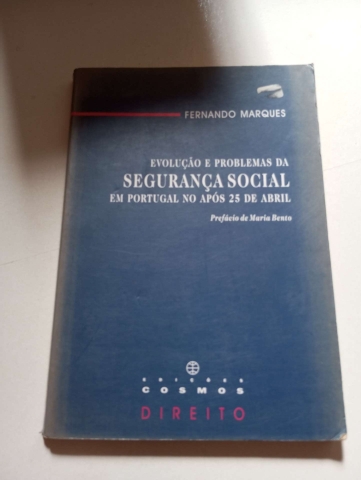 FERNANDO MARQUES
EVOLUÇÃO E PROBLEMAS DA
SEGURANÇA SOCIAL
EM PORTUGAL NO APÓS 25 DE ABRIL
Prefácio de Maria Bento
EDIÇÕES
COSMOS
DIREITO